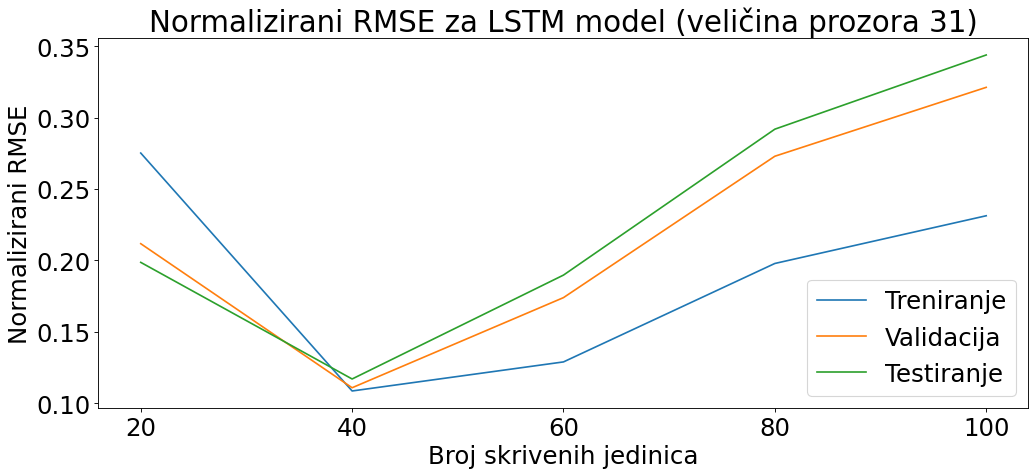 Normalizirani RMSE za LSTM model (veličina prozora 31)
Normalizirani RMSE
0.35
0.30
0.25
0.20
0.15
0.10
20 40 60 80 100
Broj skrivenih jedinica
Treniranje
Validacija
Testiranje